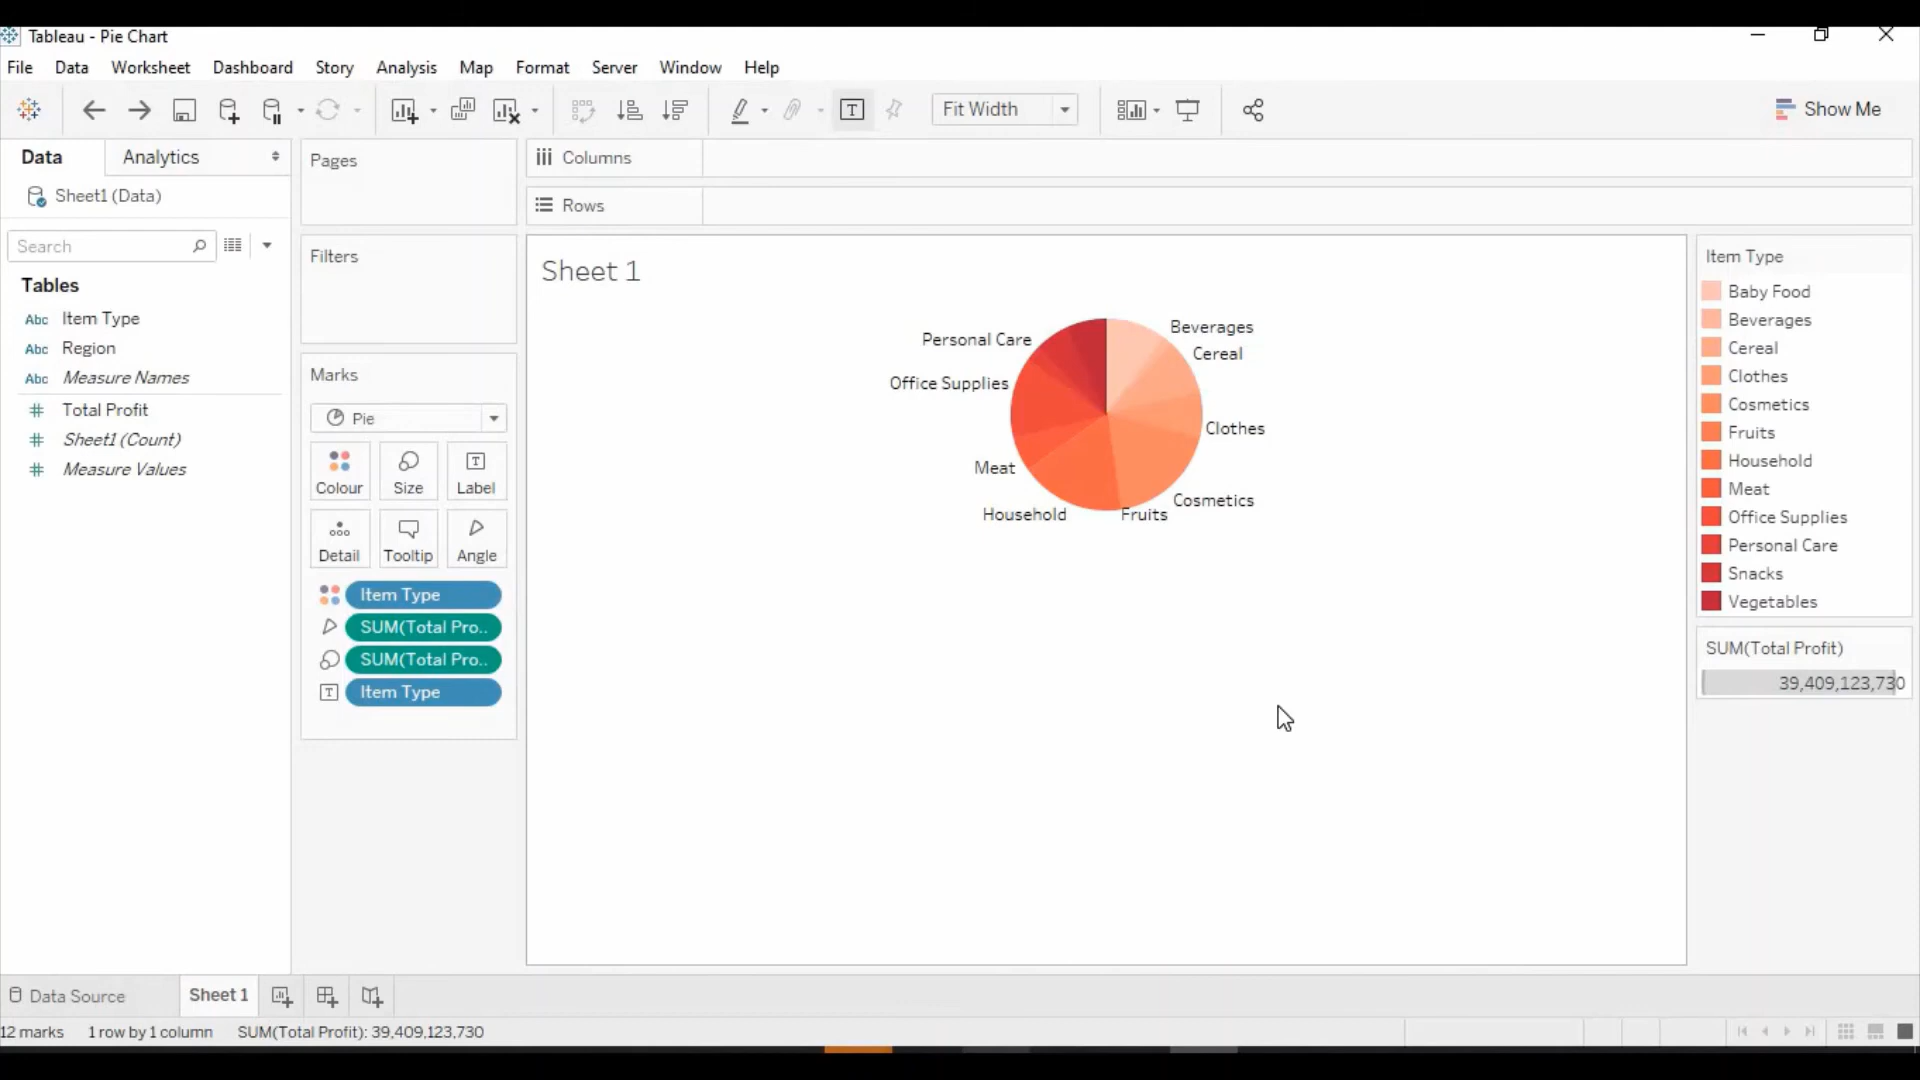 Tableau - Pie Chart
File Data Worksheet Dashboard Story Analysis Map Format Server Window Help
Fit Width
Show Me
Data Analytics
Sheet1 (Data)
Search
Tables
Abc Item Type
Abc Region
Abc Measure Names
# Total Profit
# Sheet1 (Count)
# Measure Values
Pages
Filters
Marks
Pie
Colour Size Label
Detail Tooltip Angle
Item Type
SUM(Total Pro..
SUM(Total Pro..
T Item Type
Columns
Rows
Sheet 1
Personal Care
Beverages
Cereal
Office Supplies
Clothes
Meat
Cosmetics
Household
Fruits
Item Type
Baby Food
Beverages
Cereal
Clothes
Cosmetics
Fruits
Household
Meat
Office Supplies
Personal Care
Snacks
Vegetables
SUM(Total Profit)
39,409,123,730
Data Source Sheet 1
12 marks 1 row by 1 column SUM(Total Profit): 39,409,123,730